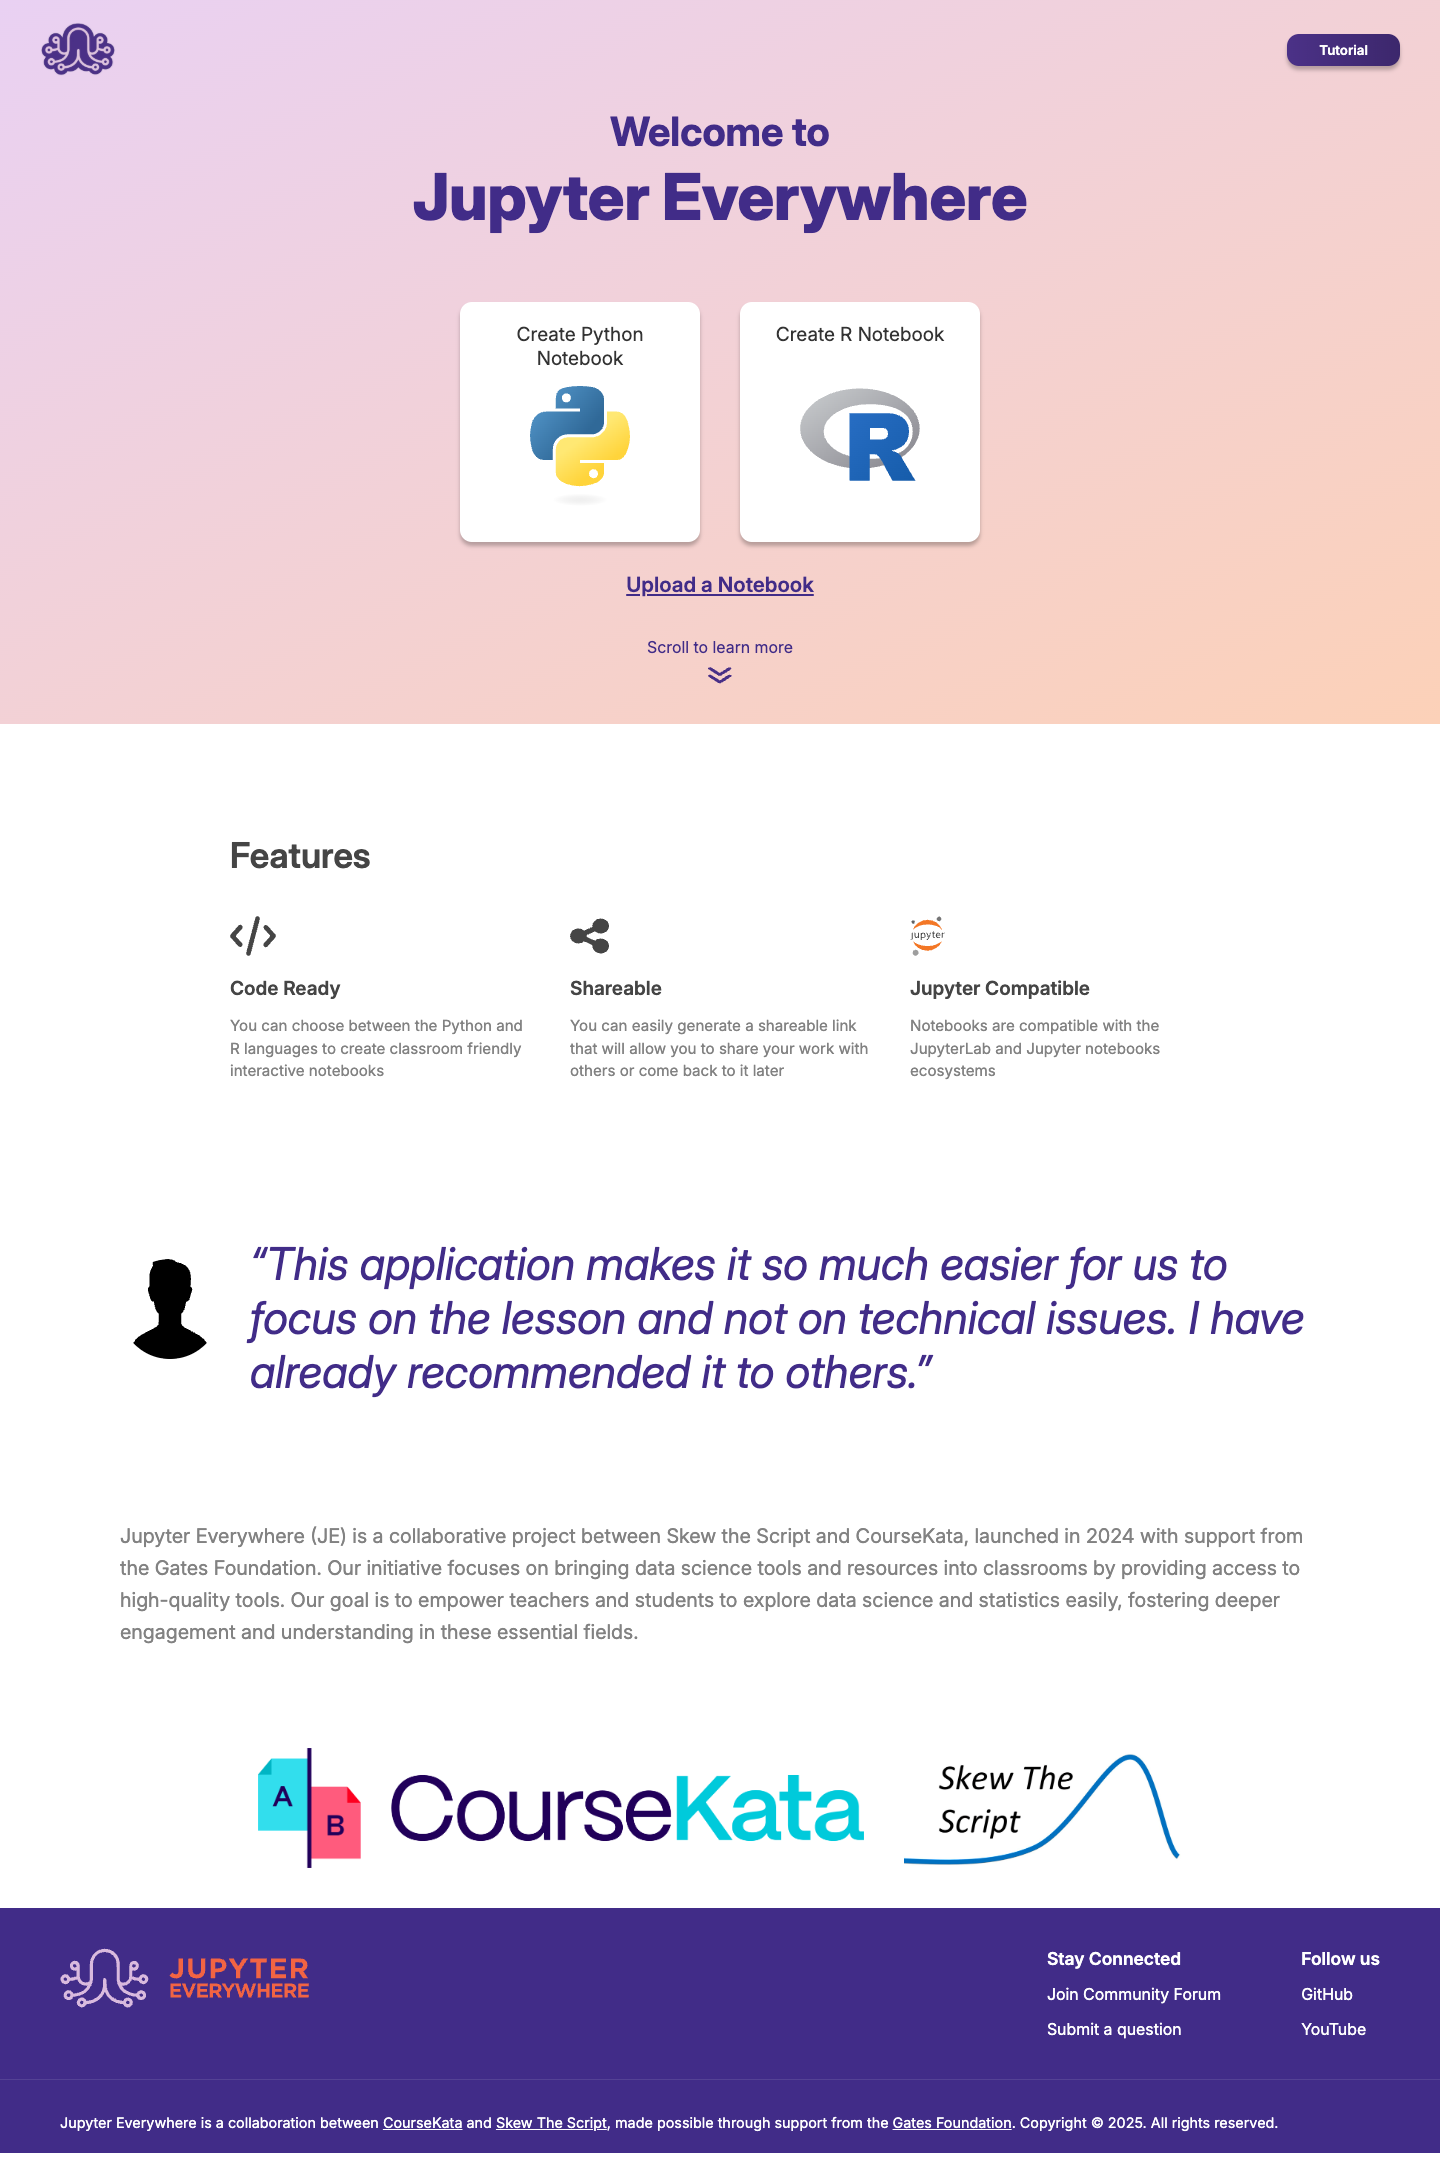 Tutorial
Welcome to
Jupyter Everywhere
Create Python
Notebook
Create R Notebook
R
Upload a Notebook
Scroll to learn more
Features
jupyter
Code Ready
You can choose between the Python and
R languages to create classroom friendly
interactive notebooks
Shareable
You can easily generate a shareable link
that will allow you to share your work with
others or come back to it later
Jupyter Compatible
Notebooks are compatible with the
JupyterLab and Jupyter notebooks
ecosystems
“This application makes it so much easier for us to
focus on the lesson and not on technical issues. I have
already recommended it to others.”
Jupyter Everywhere (JE) is a collaborative project between Skew the Script and CourseKata, launched in 2024 with support from
the Gates Foundation. Our initiative focuses on bringing data science tools and resources into classrooms by providing access to
high-quality tools. Our goal is to empower teachers and students to explore data science and statistics easily, fostering deeper
engagement and understanding in these essential fields.
A
B
CourseKata
Skew The
Script
JUPYTER
EVERYWHERE
Stay Connected
Join Community Forum
Submit a question
Follow us
GitHub
YouTube
Jupyter Everywhere is a collaboration between CourseKata and Skew The Script, made possible through support from the Gates Foundation. Copyright © 2025. All rights reserved.